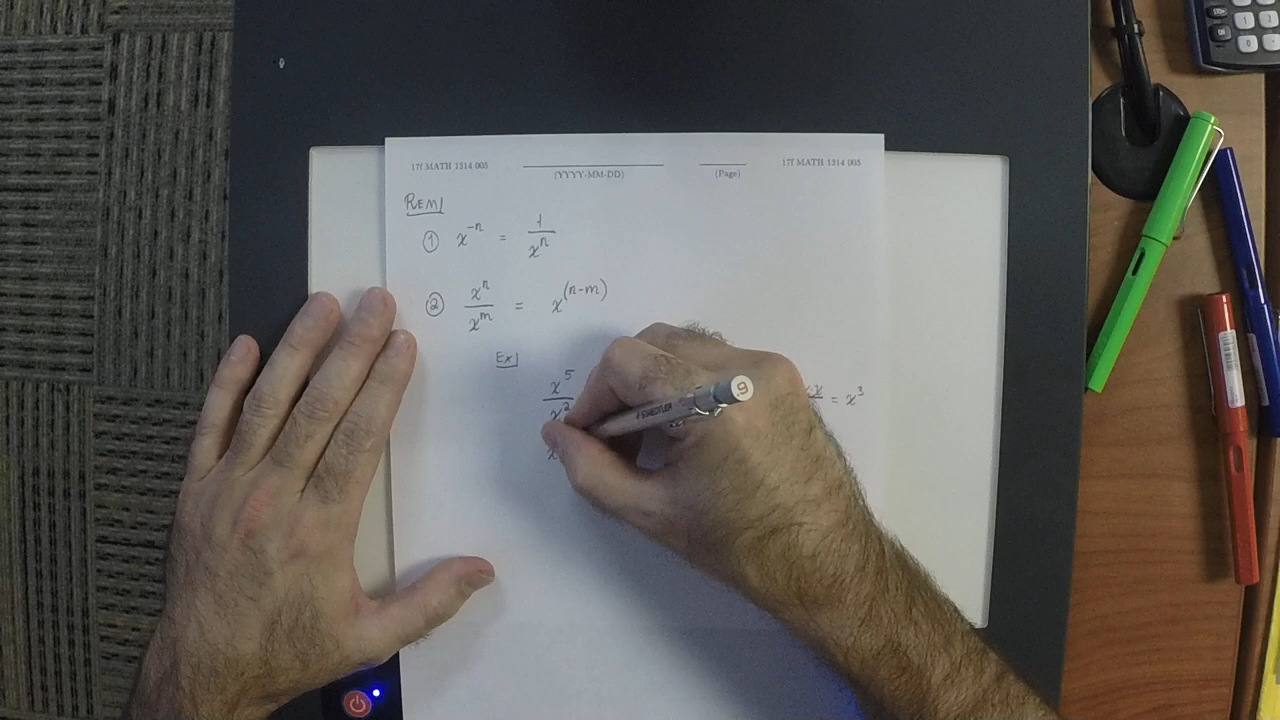 17f MATH 1314 005 (YYYY-MM-DD) (Page) 17f MATH 1314 005
REM
① x^-n = 1/x^n
② x^n/x^m = x^(n-m)
Ex
x^5/x^2 = x^3
x